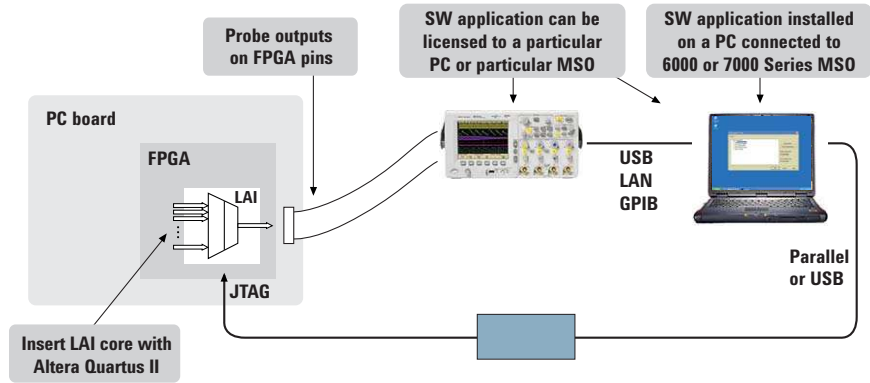 Probe outputs
on FPGA pins
SW application can be
licensed to a particular
PC or particular MSO
SW application installed
on a PC connected to
6000 or 7000 Series MSO
PC board
FPGA
LAI
USB
LAN
GPIB
Parallel
or USB
JTAG
Insert LAI core with
Altera Quartus II